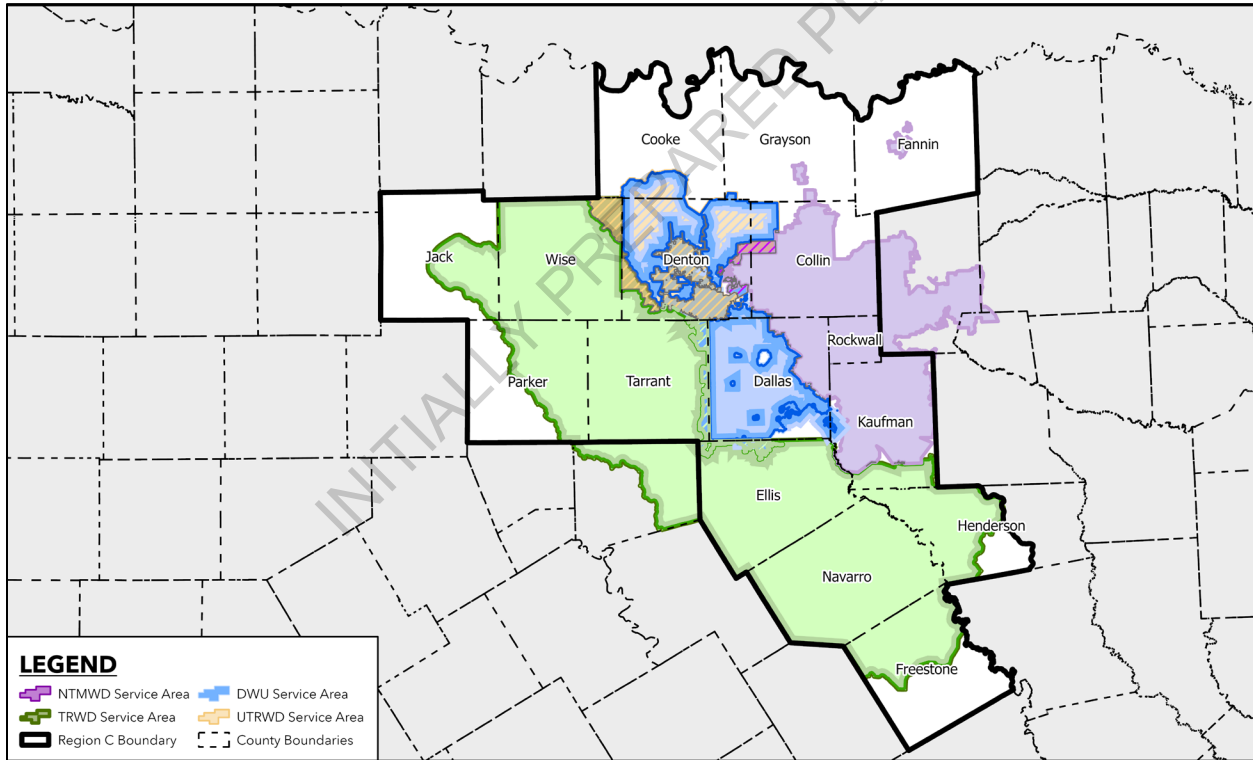 INITIALLY PREPARED PL
Cooke
Grayson
Fannin
Jack
Wise
Denton
Collin
Rockwall
Parker
Tarrant
Dallas
Kaufman
Ellis
Henderson
Navarro
Freestone
LEGEND
NTMWD Service Area
DWU Service Area
TRWD Service Area
UTRWD Service Area
Region C Boundary
County Boundaries